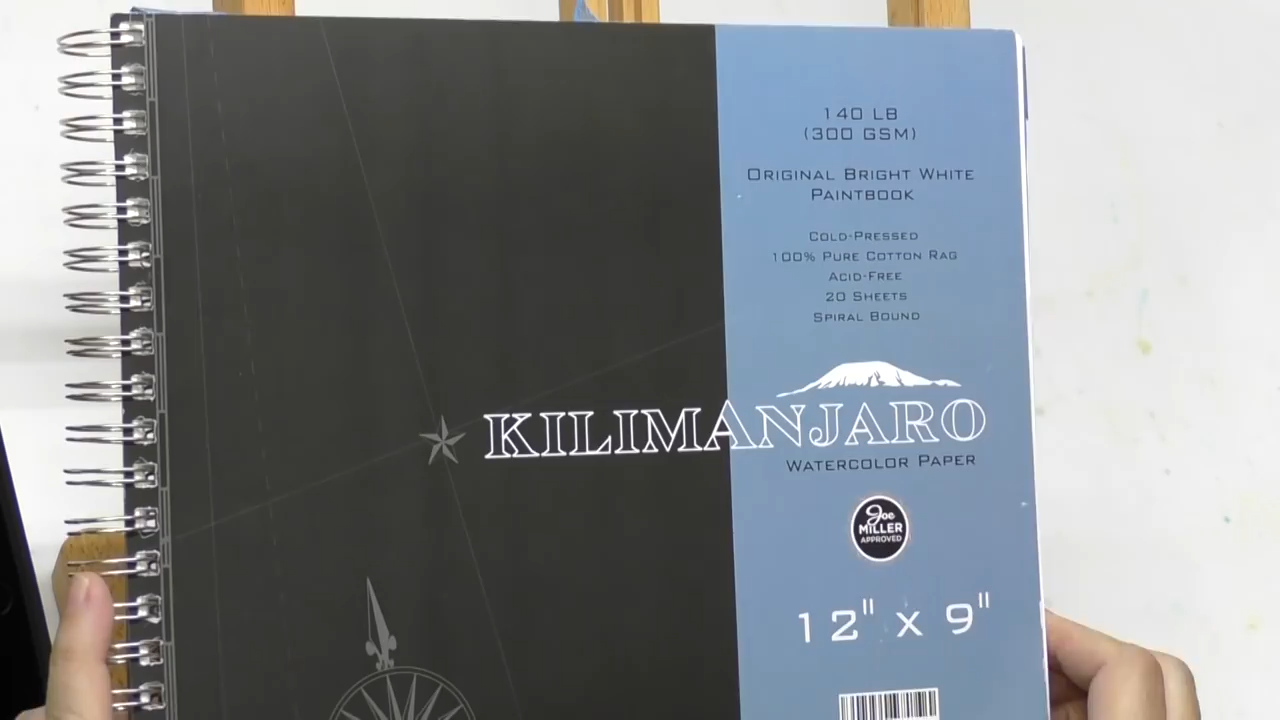 140 LB
(300 GSM)
ORIGINAL BRIGHT WHITE
PAINTBOOK
COLD-PRESSED
100% PURE COTTON RAG
ACID-FREE
20 SHEETS
SPIRAL BOUND
KILIMANJARO
WATERCOLOR PAPER
Joe
MILLER
APPROVED
12" x 9"